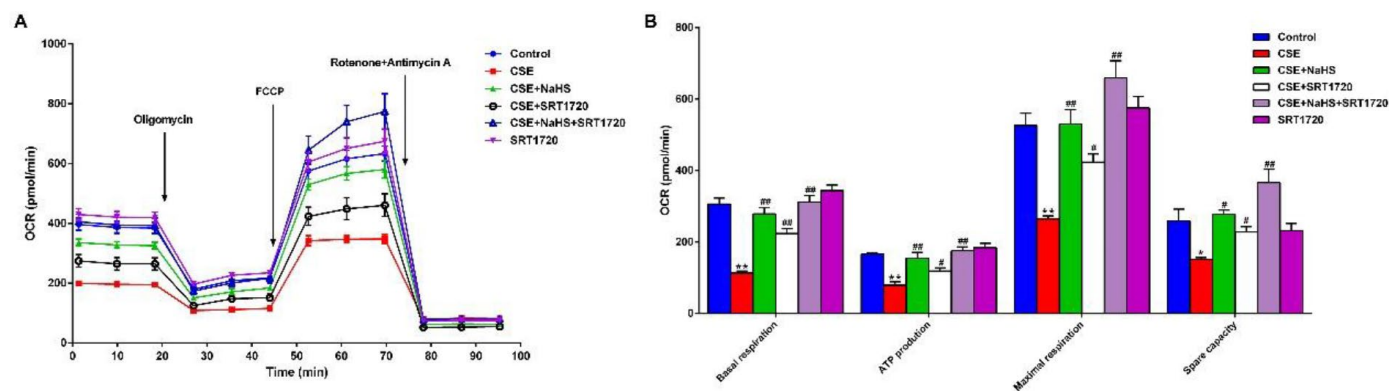 A
1000
800
600
400
200
0
OCR (pmol/min)
0 10 20 30 40 50 60 70 80 90 100
Time (min)
Oligomycin
FCCP
Rotenone+Antimycin A
Control
CSE
CSE+NaHS
CSE+SRT1720
CSE+NaHS+SRT1720
SRT1720
B
800
600
400
200
0
OCR (pmol/min)
** ## ## ##
** ## # ##
** ## # ##
* # # ##
Basal respiration
ATP prodution
Maximal respiration
Spare capacity
Control
CSE
CSE+NaHS
CSE+SRT1720
CSE+NaHS+SRT1720
SRT1720